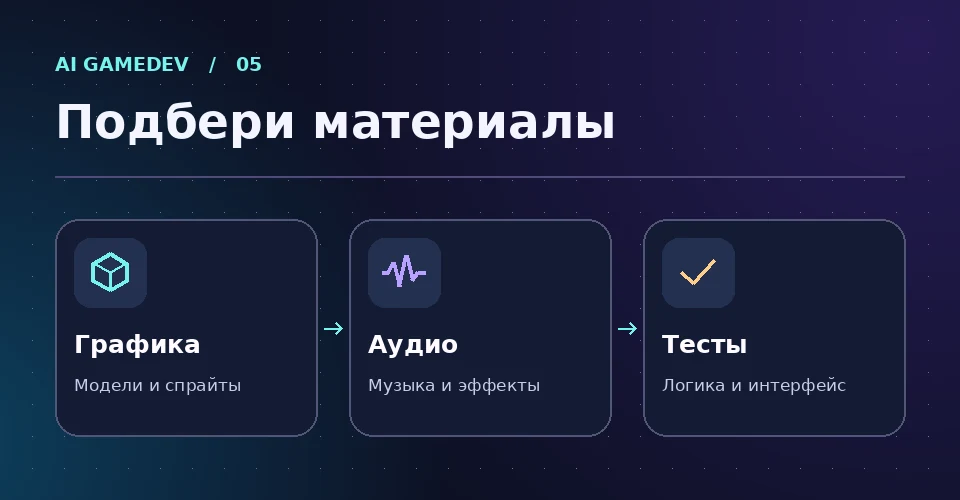 AI GAMEDEV / 05
Подбери материалы
Графика
Модели и спрайты
→
Аудио
Музыка и эффекты
→
Тесты
Логика и интерфейс